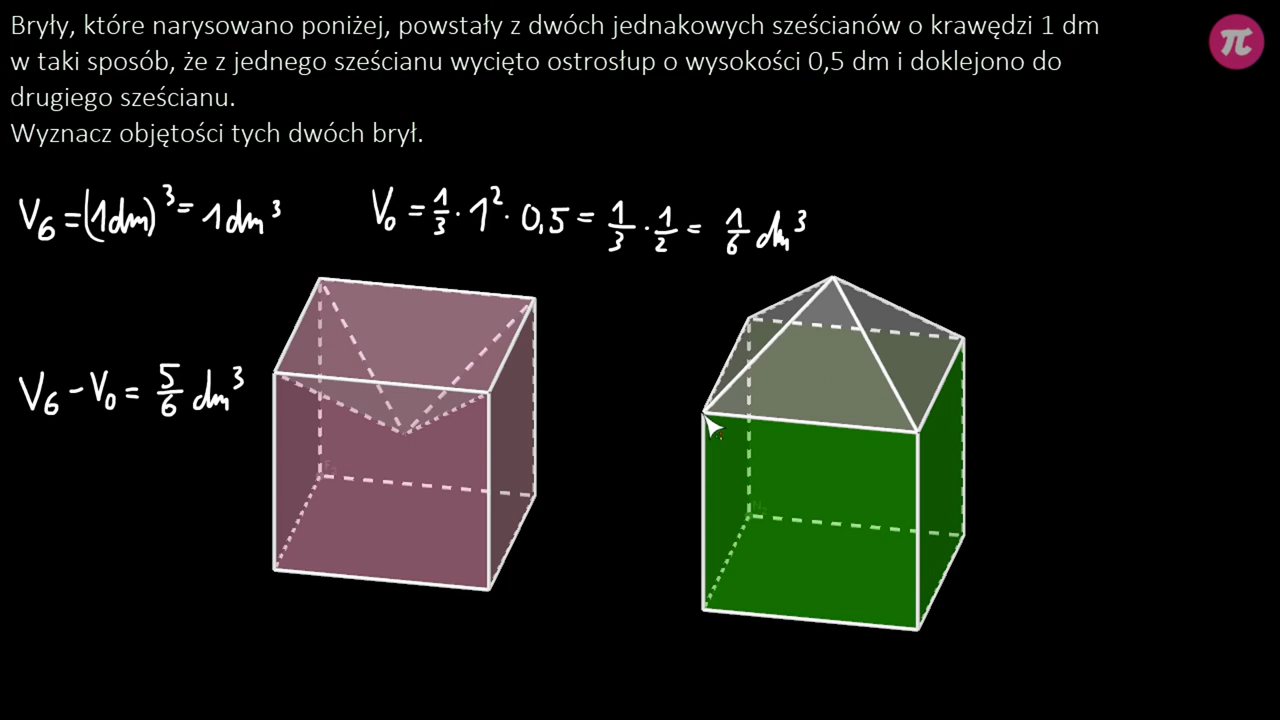 Bryły, które narysowano poniżej, powstały z dwóch jednakowych sześcianów o krawędzi 1 dm
w taki sposób, że z jednego sześcianu wycięto ostrosłup o wysokości 0,5 dm i doklejono do
drugiego sześcianu.
Wyznacz objętości tych dwóch brył.
V₆ = (1dm)³ = 1dm³
V₀ = 1/3 · 1² · 0,5 = 1/3 · 1/2 = 1/6 dm³
V₆ - V₀ = 5/6 dm³
π